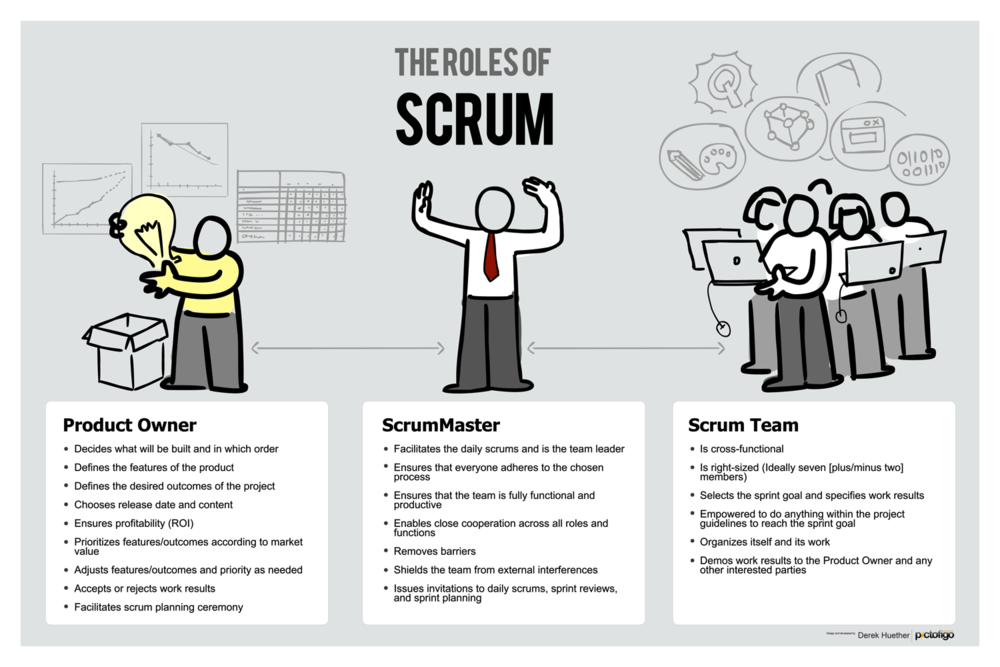 THE ROLES OF
SCRUM
01010
001110
Product Owner
Decides what will be built and in which order
Defines the features of the product
Defines the desired outcomes of the project
Chooses release date and content
Ensures profitability (ROI)
Prioritizes features/outcomes according to market
value
Adjusts features/outcomes and priority as needed
Accepts or rejects work results
Facilitates scrum planning ceremony
ScrumMaster
Facilitates the daily scrums and is the team leader
Ensures that everyone adheres to the chosen
process
Ensures that the team is fully functional and
productive
Enables close cooperation across all roles and
functions
Removes barriers
Shields the team from external interferences
Issues invitations to daily scrums, sprint reviews,
and sprint planning
Scrum Team
Is cross-functional
Is right-sized (Ideally seven [plus/minus two]
members)
Selects the sprint goal and specifies work results
Empowered to do anything within the project
guidelines to reach the sprint goal
Organizes itself and its work
Demos work results to the Product Owner and any
other interested parties
Design and developed by Derek Huether pictofigo